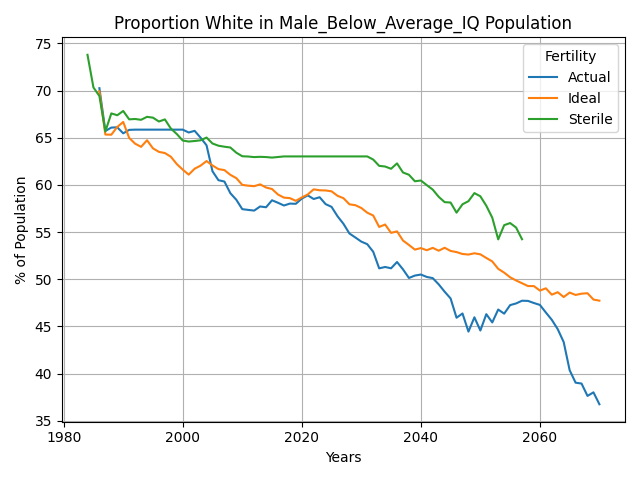 Proportion White in Male_Below_Average_IQ Population
% of Population
75
70
65
60
55
50
45
40
35
1980
2000
2020
2040
2060
Years
Fertility
Actual
Ideal
Sterile